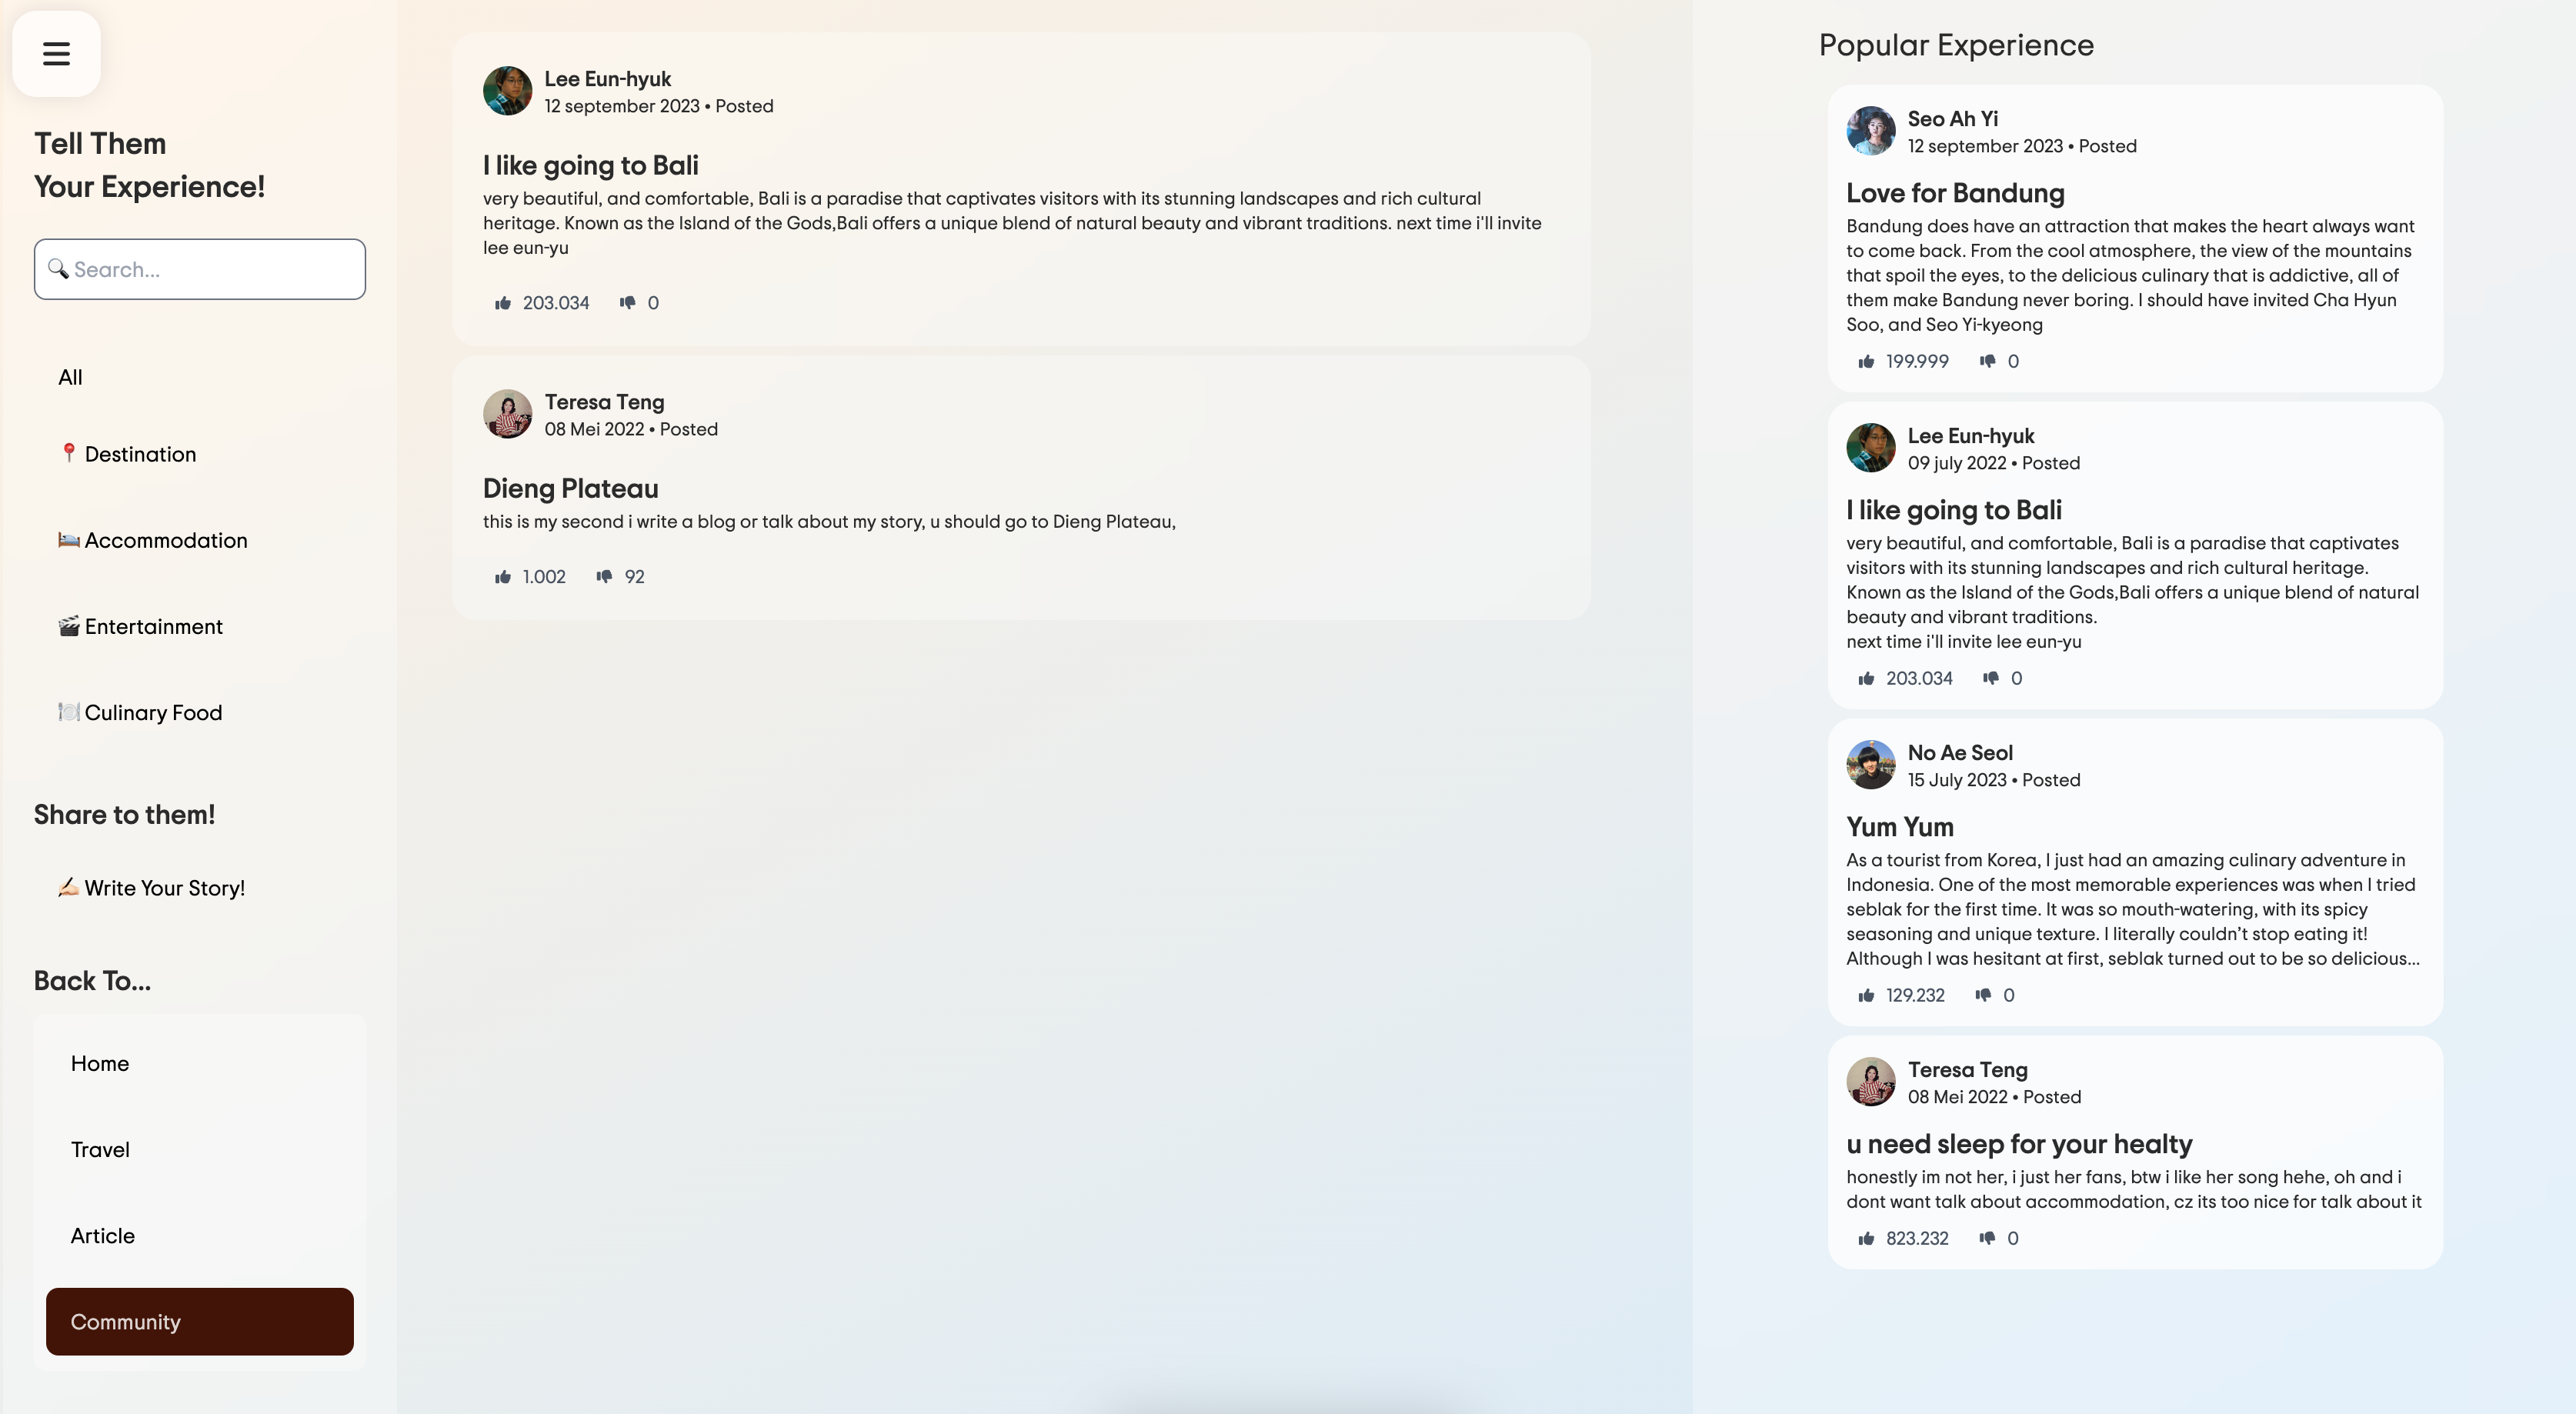 Tell Them
Your Experience!
Search...
All
Destination
Accommodation
Entertainment
Culinary Food
Share to them!
Write Your Story!
Back To...
Home
Travel
Article
Community
Lee Eun-hyuk
12 september 2023 • Posted
I like going to Bali
very beautiful, and comfortable, Bali is a paradise that captivates visitors with its stunning landscapes and rich cultural
heritage. Known as the Island of the Gods,Bali offers a unique blend of natural beauty and vibrant traditions. next time i'll invite
lee eun-yu
203.034 0
Teresa Teng
08 Mei 2022 • Posted
Dieng Plateau
this is my second i write a blog or talk about my story, u should go to Dieng Plateau,
1.002 92
Popular Experience
Seo Ah Yi
12 september 2023 • Posted
Love for Bandung
Bandung does have an attraction that makes the heart always want
to come back. From the cool atmosphere, the view of the mountains
that spoil the eyes, to the delicious culinary that is addictive, all of
them make Bandung never boring. I should have invited Cha Hyun
Soo, and Seo Yi-kyeong
199.999 0
Lee Eun-hyuk
09 july 2022 • Posted
I like going to Bali
very beautiful, and comfortable, Bali is a paradise that captivates
visitors with its stunning landscapes and rich cultural heritage.
Known as the Island of the Gods,Bali offers a unique blend of natural
beauty and vibrant traditions.
next time i'll invite lee eun-yu
203.034 0
No Ae Seol
15 July 2023 • Posted
Yum Yum
As a tourist from Korea, I just had an amazing culinary adventure in
Indonesia. One of the most memorable experiences was when I tried
seblak for the first time. It was so mouth-watering, with its spicy
seasoning and unique texture. I literally couldn’t stop eating it!
Although I was hesitant at first, seblak turned out to be so delicious...
129.232 0
Teresa Teng
08 Mei 2022 • Posted
u need sleep for your healty
honestly im not her, i just her fans, btw i like her song hehe, oh and i
dont want talk about accommodation, cz its too nice for talk about it
823.232 0